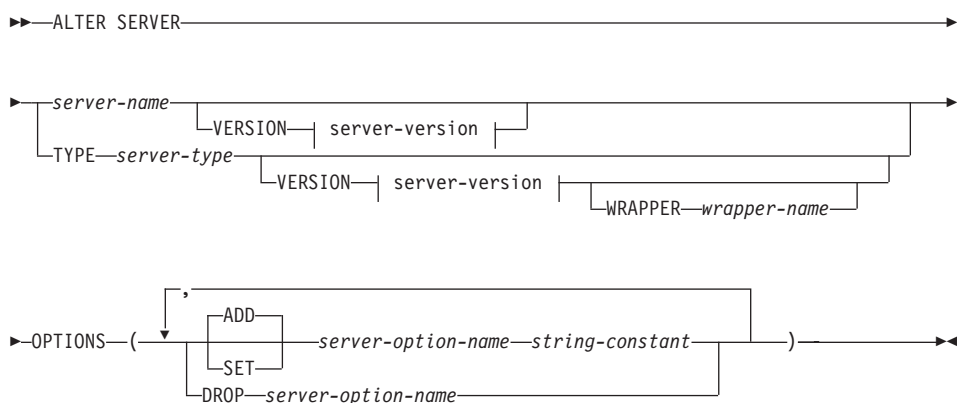 ALTER SERVER
server-name
VERSION server-version
TYPE server-type
VERSION server-version
WRAPPER wrapper-name
,
OPTIONS ( ADD server-option-name string-constant )
SET
DROP server-option-name